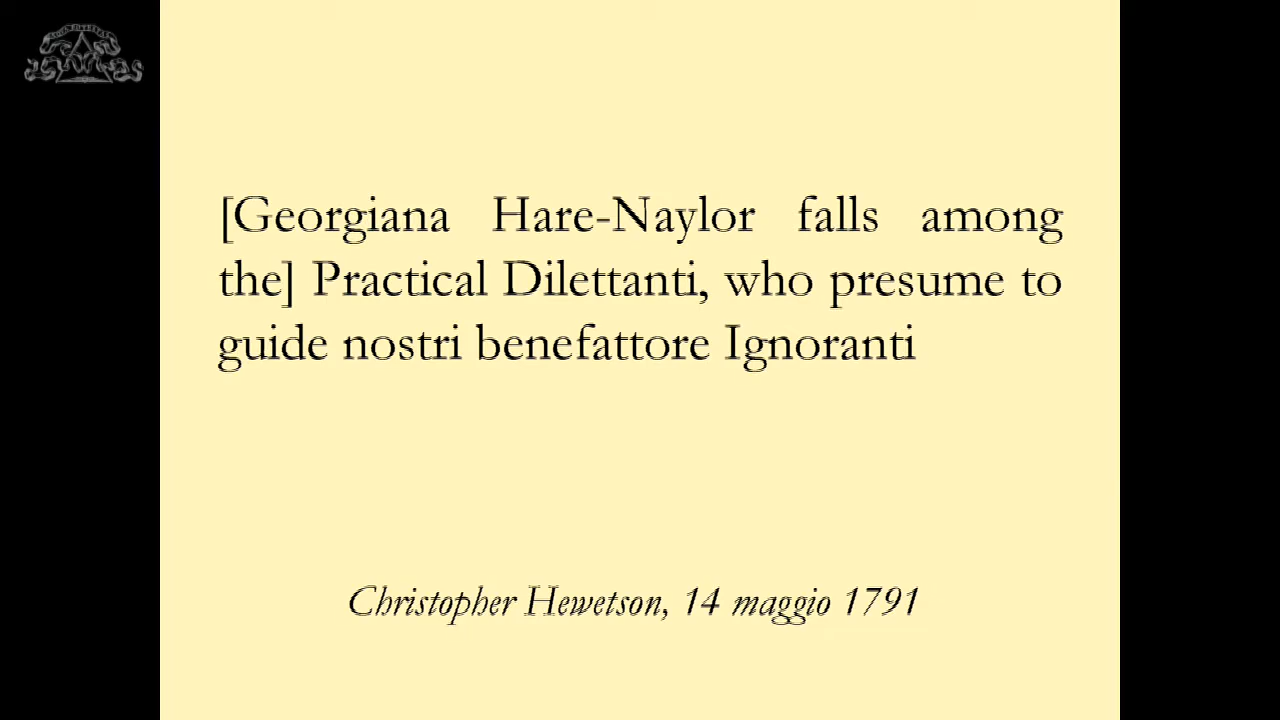 [Georgiana Hare-Naylor falls among
the] Practical Dilettanti, who presume to
guide nostri benefattore Ignoranti
Christopher Hewetson, 14 maggio 1791